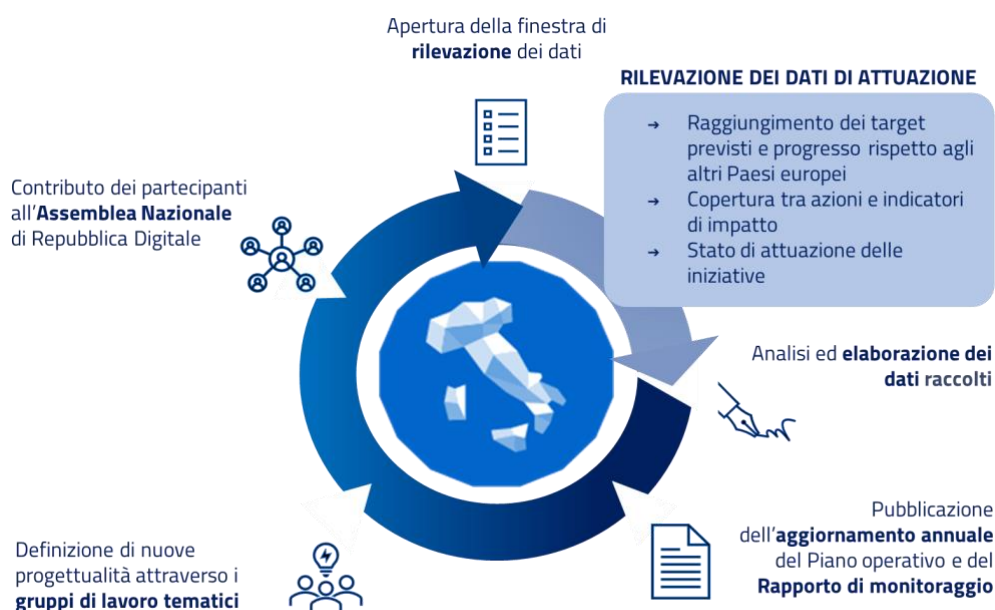 Apertura della finestra di
rilevazione dei dati
RILEVAZIONE DEI DATI DI ATTUAZIONE
→ Raggiungimento dei target
previsti e progresso rispetto agli
altri Paesi europei
→ Copertura tra azioni e indicatori
di impatto
→ Stato di attuazione delle
iniziative
Analisi ed elaborazione dei
dati raccolti
Pubblicazione
dell'aggiornamento annuale
del Piano operativo e del
Rapporto di monitoraggio
Definizione di nuove
progettualità attraverso i
gruppi di lavoro tematici
Contributo dei partecipanti
all'Assemblea Nazionale
di Repubblica Digitale